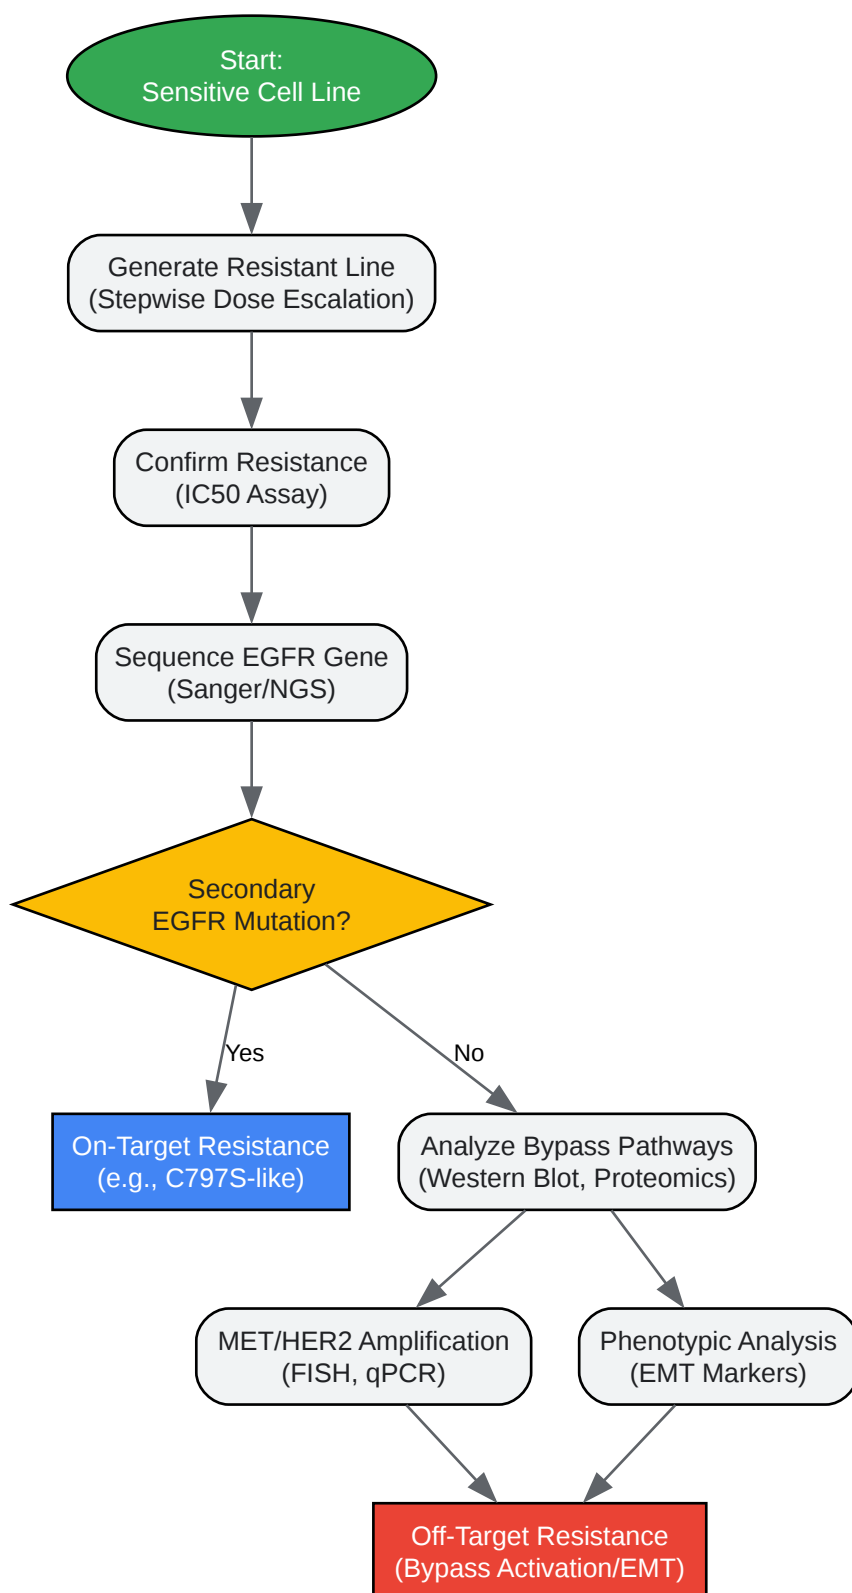 Start:
Sensitive Cell Line
Generate Resistant Line
(Stepwise Dose Escalation)
Confirm Resistance
(IC50 Assay)
Sequence EGFR Gene
(Sanger/NGS)
Secondary
EGFR Mutation?
Yes
No
On-Target Resistance
(e.g., C797S-like)
Analyze Bypass Pathways
(Western Blot, Proteomics)
MET/HER2 Amplification
(FISH, qPCR)
Phenotypic Analysis
(EMT Markers)
Off-Target Resistance
(Bypass Activation/EMT)